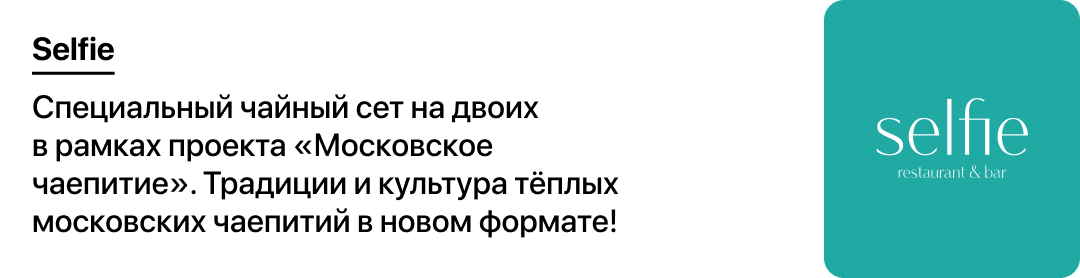 Selfie
Специальный чайный сет на двоих
в рамках проекта «Московское
чаепитие». Традиции и культура тёплых
московских чаепитий в новом формате!
selfie
restaurant & bar